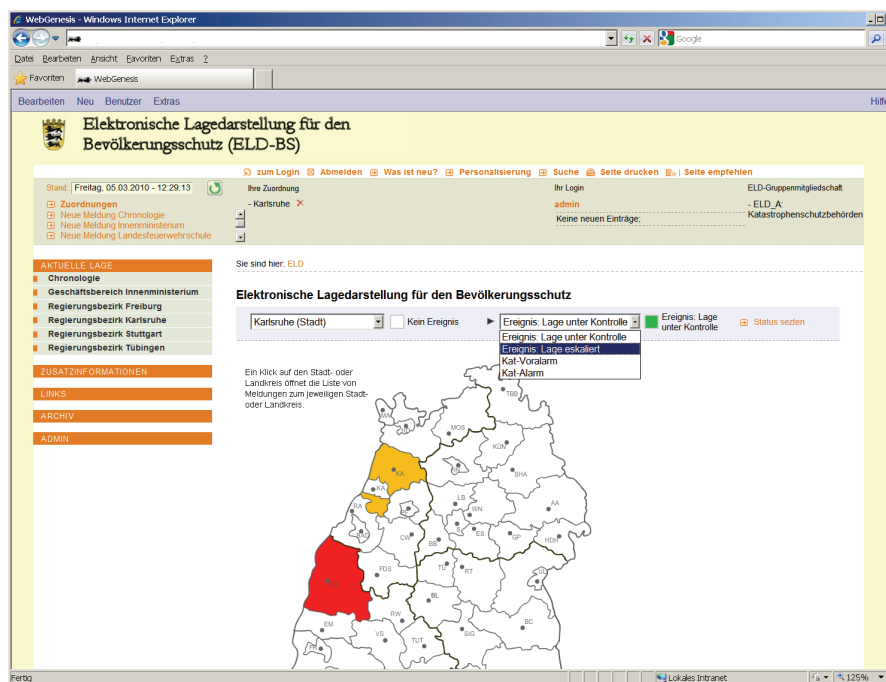 WebGenesis - Windows Internet Explorer
Google
Datei Bearbeiten Ansicht Favoriten Extras ?
Favoriten WebGenesis
Bearbeiten Neu Benutzer Extras Hilfe
Elektronische Lagedarstellung für den
Bevölkerungsschutz (ELD-BS)
zum Login Abmelden Was ist neu? Personalisierung Suche Seite drucken | Seite empfehlen
Stand: Freitag, 05.03.2010 - 12:29:13
Ihre Zuordnung
Ihr Login
ELD-Gruppenmitgliedschaft
Zuordnungen
Neue Meldung Chronologie
Neue Meldung Innenministerium
Neue Meldung Landesfeuerwehrschule
- Karlsruhe
admin
Keine neuen Einträge;
- ELD_A:
Katastrophenschutzbehörden
AKTUELLE LAGE
Chronologie
Geschäftsbereich Innenministerium
Regierungsbezirk Freiburg
Regierungsbezirk Karlsruhe
Regierungsbezirk Stuttgart
Regierungsbezirk Tübingen
ZUSATZINFORMATIONEN
LINKS
ARCHIV
ADMIN
Sie sind hier: ELD
Elektronische Lagedarstellung für den Bevölkerungsschutz
Karlsruhe (Stadt)
Kein Ereignis
Ereignis: Lage unter Kontrolle
Ereignis: Lage
unter Kontrolle
Status sezten
Ereignis: Lage unter Kontrolle
Ereignis: Lage eskaliert
Kat-Voralarm
Kat-Alarm
Ein Klick auf den Stadt- oder
Landkreis öffnet die Liste von
Meldungen zum jeweiligen Stadt-
oder Landkreis.
TBB
MA
MOS
KÜN
KA
HN
SHA
KA
LB
WN
AA
RA
PF
BAD
CW
BB
S
ES
GP
HDH
FDS
TÜ
RT
UL
BL
RW
EM
VS
TUT
SIG
BC
FR
Fertig
Lokales Intranet
125%